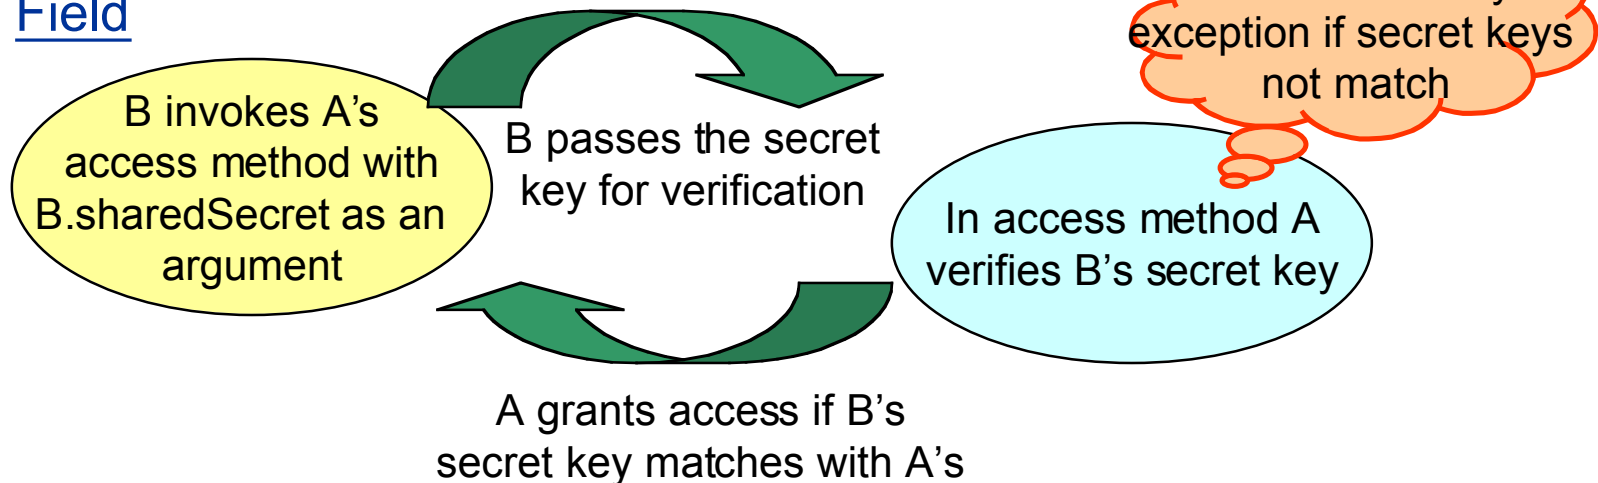 Field
exception if secret keys
not match
B invokes A’s
access method with
B.sharedSecret as an
argument
B passes the secret
key for verification
In access method A
verifies B’s secret key
A grants access if B’s
secret key matches with A’s